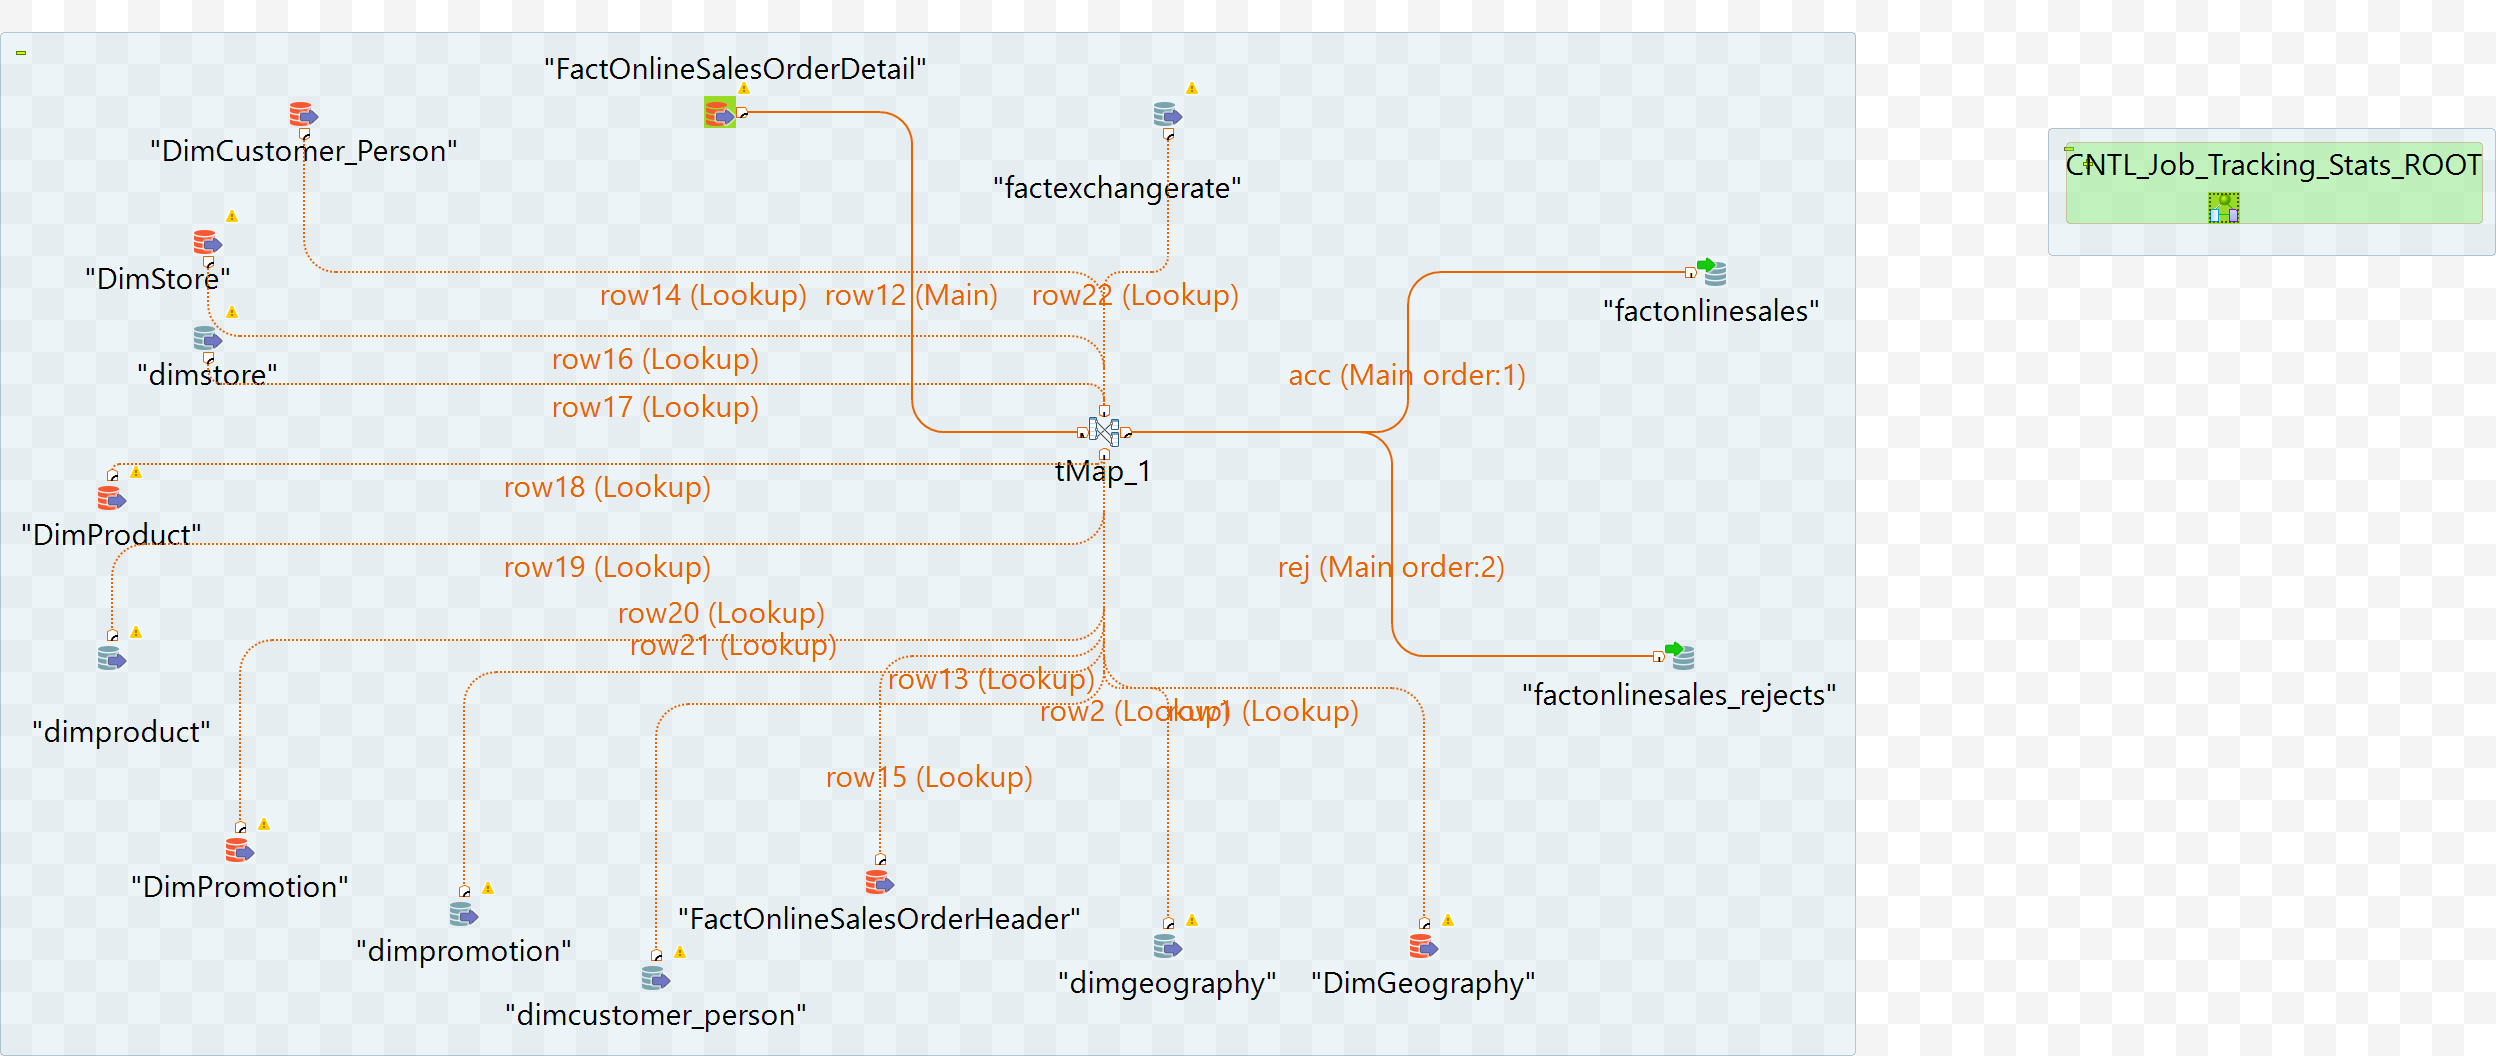 "FactOnlineSalesOrderDetail"
"DimCustomer_Person"
CNTL_Job_Tracking_Stats_ROOT
"factexchangerate"
"DimStore"
row14 (Lookup)
row12 (Main)
row22 (Lookup)
"factonlinesales"
row16 (Lookup)
"dimstore"
acc (Main order:1)
row17 (Lookup)
tMap_1
row18 (Lookup)
"DimProduct"
row19 (Lookup)
rej (Main order:2)
row20 (Lookup)
row21 (Lookup)
row13 (Lookup)
"factonlinesales_rejects"
row2 (Lookup)
row1 (Lookup)
"dimproduct"
row15 (Lookup)
"DimPromotion"
"FactOnlineSalesOrderHeader"
"dimpromotion"
"dimgeography"
"DimGeography"
"dimcustomer_person"